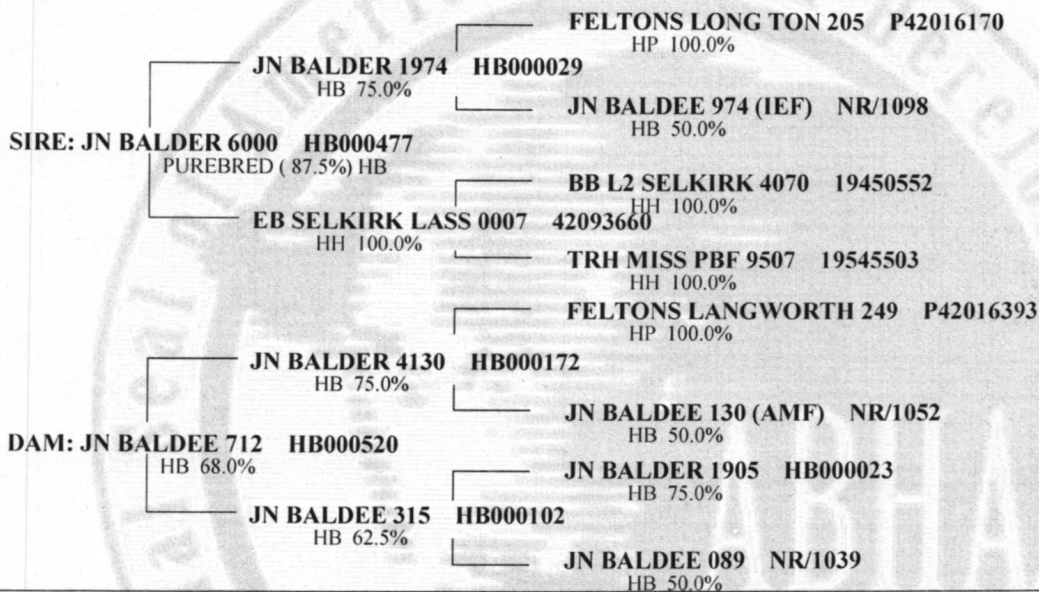 FELTONS LONG TON 205 P42016170
HP 100.0%
JN BALDER 1974 HB000029
HB 75.0%
JN BALDEE 974 (IEF) NR/1098
HB 50.0%
SIRE: JN BALDER 6000 HB000477
PUREBRED ( 87.5%) HB
BB L2 SELKIRK 4070 19450552
HH 100.0%
EB SELKIRK LASS 0007 42093660
HH 100.0%
TRH MISS PBF 9507 19545503
HH 100.0%
FELTONS LANGWORTH 249 P42016393
HP 100.0%
JN BALDER 4130 HB000172
HB 75.0%
JN BALDEE 130 (AMF) NR/1052
HB 50.0%
DAM: JN BALDEE 712 HB000520
HB 68.0%
JN BALDER 1905 HB000023
HB 75.0%
JN BALDEE 315 HB000102
HB 62.5%
JN BALDEE 089 NR/1039
HB 50.0%
ABHA